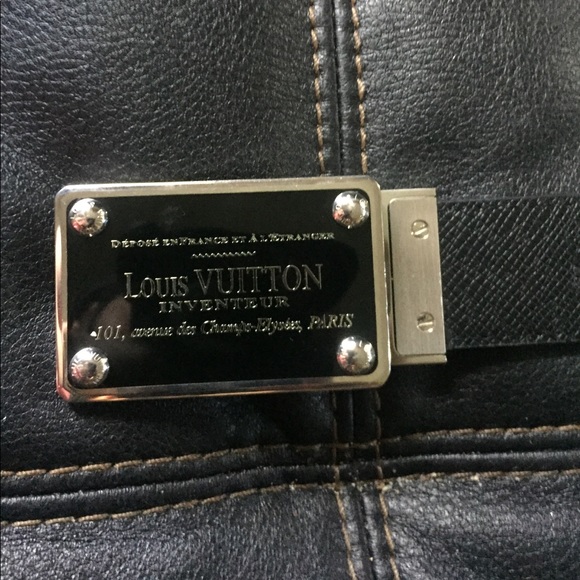 DÉPOSÉ EN FRANCE ET À L'ÉTRANGER
LOUIS VUITTON
INVENTEUR
101, avenue des Champs-Elysées, PARIS